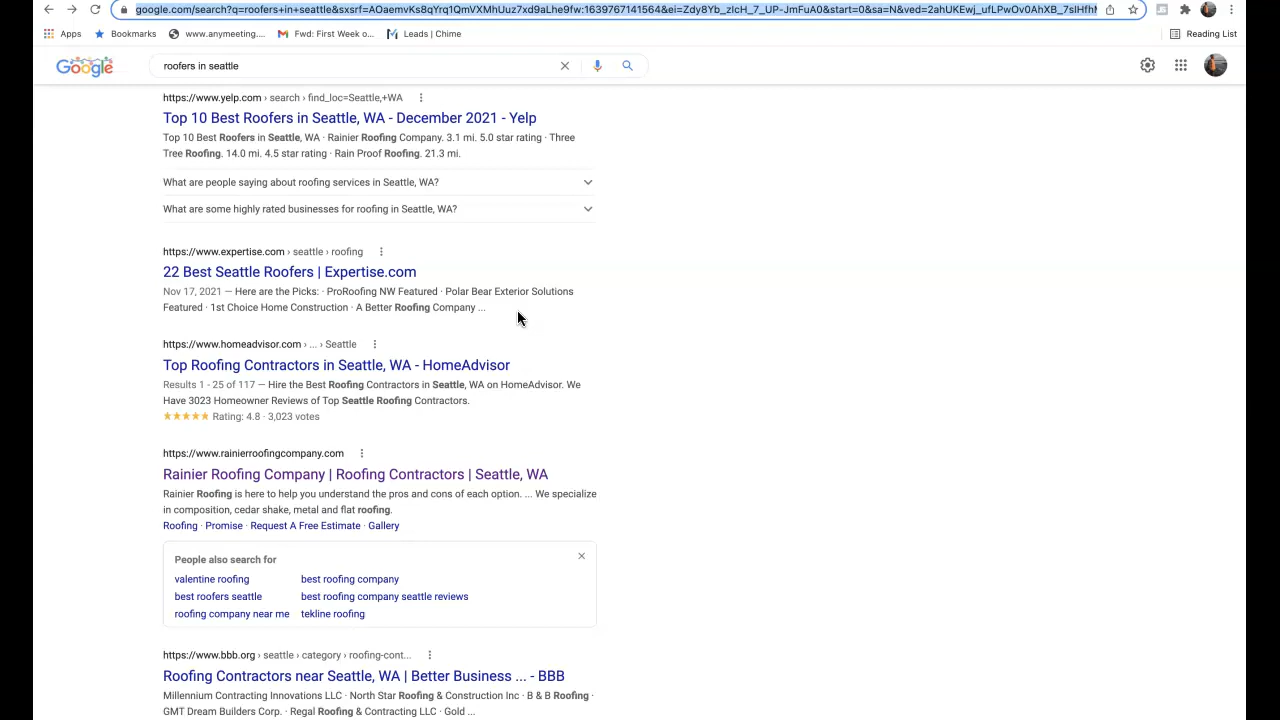 google.com/search?q=roofers+in+seattle&sxsrf=AOaemvKs8qYrq1QmVXMhUuz7xd9aLhe9fw:1639767141564&ei=Zdy8Yb_zIcH_7_UP-JmFuA0&start=0&sa=N&ved=2ahUKEwj_ufLPwOv0AhXB_7sIHfhM
Apps Bookmarks www.anymeeting.... Fwd: First Week o... Leads | Chime Reading List
Google roofers in seattle
https://www.yelp.com › search › find_loc=Seattle,+WA
Top 10 Best Roofers in Seattle, WA - December 2021 - Yelp
Top 10 Best Roofers in Seattle, WA · Rainier Roofing Company. 3.1 mi. 5.0 star rating · Three
Tree Roofing. 14.0 mi. 4.5 star rating · Rain Proof Roofing. 21.3 mi.
What are people saying about roofing services in Seattle, WA?
What are some highly rated businesses for roofing in Seattle, WA?
https://www.expertise.com › seattle › roofing
22 Best Seattle Roofers | Expertise.com
Nov 17, 2021 — Here are the Picks: · ProRoofing NW Featured · Polar Bear Exterior Solutions
Featured · 1st Choice Home Construction · A Better Roofing Company ...
https://www.homeadvisor.com › ... › Seattle
Top Roofing Contractors in Seattle, WA - HomeAdvisor
Results 1 - 25 of 117 — Hire the Best Roofing Contractors in Seattle, WA on HomeAdvisor. We
Have 3023 Homeowner Reviews of Top Seattle Roofing Contractors.
Rating: 4.8 · 3,023 votes
https://www.rainierroofingcompany.com
Rainier Roofing Company | Roofing Contractors | Seattle, WA
Rainier Roofing is here to help you understand the pros and cons of each option. ... We specialize
in composition, cedar shake, metal and flat roofing.
Roofing · Promise · Request A Free Estimate · Gallery
People also search for
valentine roofing best roofing company
best roofers seattle best roofing company seattle reviews
roofing company near me tekline roofing
https://www.bbb.org › seattle › category › roofing-cont...
Roofing Contractors near Seattle, WA | Better Business ... - BBB
Millennium Contracting Innovations LLC · North Star Roofing & Construction Inc · B & B Roofing ·
GMT Dream Builders Corp. · Regal Roofing & Contracting LLC · Gold ...